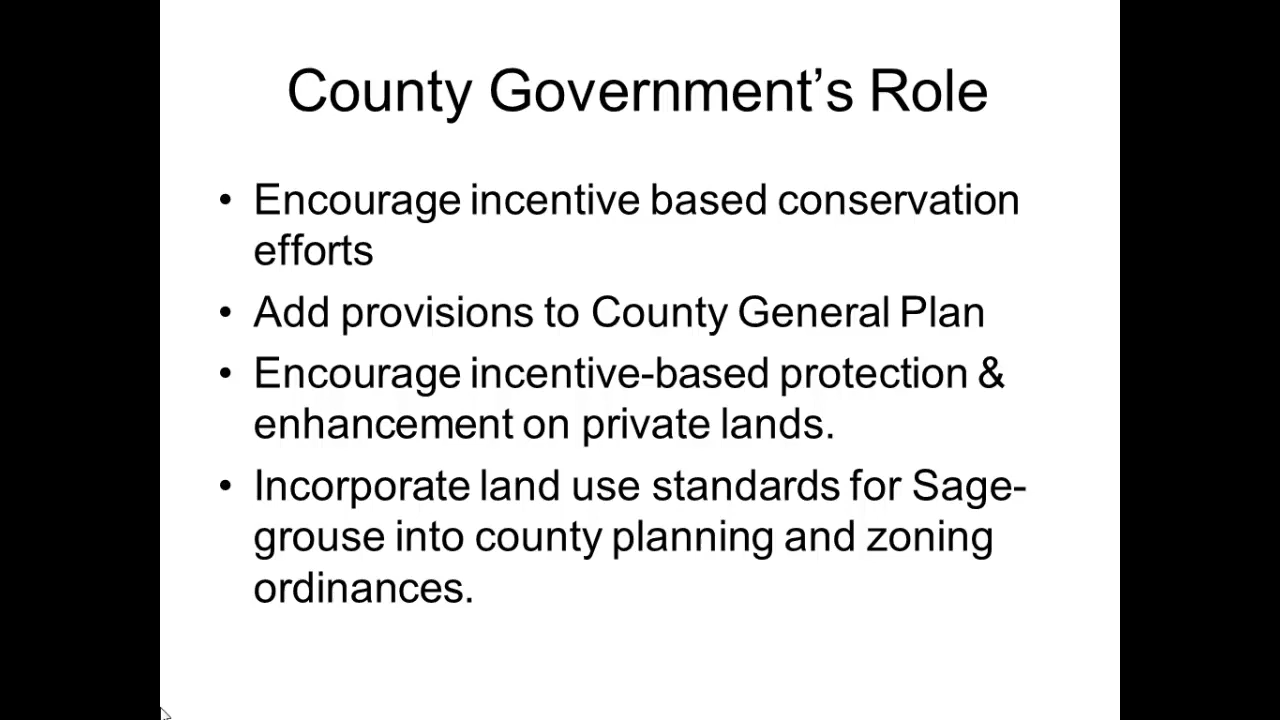 County Government’s Role
• Encourage incentive based conservation
efforts
• Add provisions to County General Plan
• Encourage incentive-based protection &
enhancement on private lands.
• Incorporate land use standards for Sage-
grouse into county planning and zoning
ordinances.